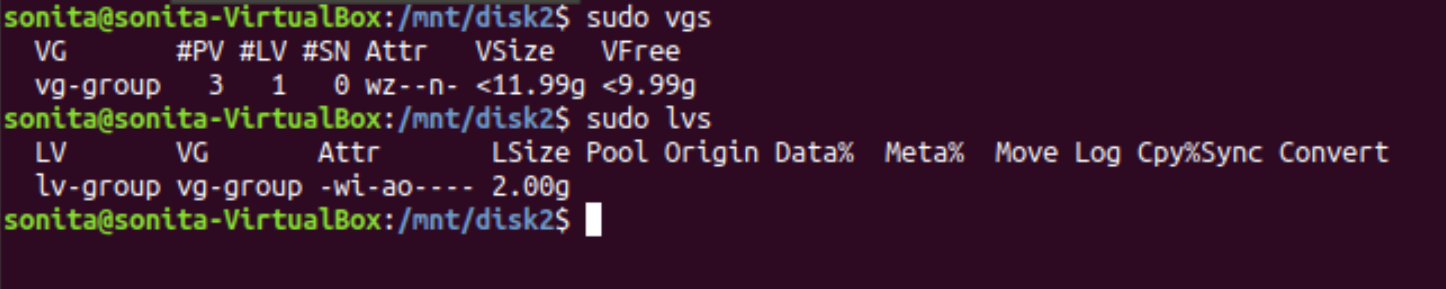 sonita@sonita-VirtualBox:/mnt/disk2$ sudo vgs
  VG       #PV #LV #SN Attr   VSize   VFree
  vg-group   3   1   0 wz--n- <11.99g <9.99g
sonita@sonita-VirtualBox:/mnt/disk2$ sudo lvs
  LV       VG       Attr       LSize Pool Origin Data%  Meta%  Move Log Cpy%Sync Convert
  lv-group vg-group -wi-ao---- 2.00g
sonita@sonita-VirtualBox:/mnt/disk2$